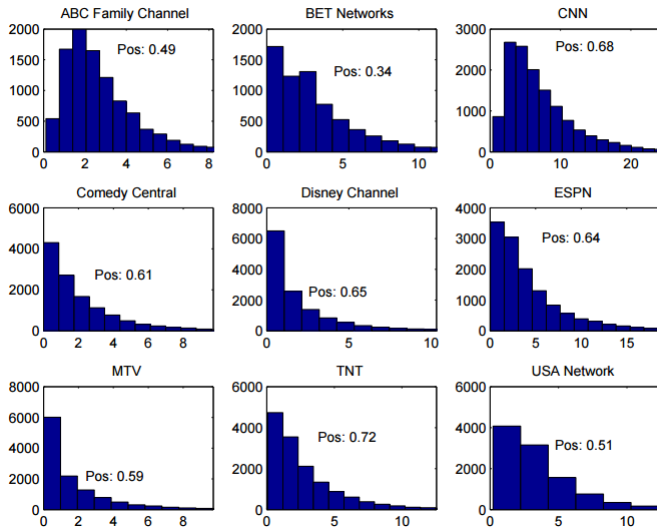 ABC Family Channel
2000
1500
1000
500
0
Pos: 0.49
0 2 4 6 8
BET Networks
2000
1500
1000
500
0
Pos: 0.34
0 5 10
CNN
3000
2000
1000
0
Pos: 0.68
0 10 20
Comedy Central
6000
4000
2000
0
Pos: 0.61
0 2 4 6 8
Disney Channel
8000
6000
4000
2000
0
Pos: 0.65
0 5 10
ESPN
4000
3000
2000
1000
0
Pos: 0.64
0 5 10 15
MTV
8000
6000
4000
2000
0
Pos: 0.59
0 2 4 6 8
TNT
6000
4000
2000
0
Pos: 0.72
0 5 10
USA Network
6000
4000
2000
0
Pos: 0.51
0 5 10